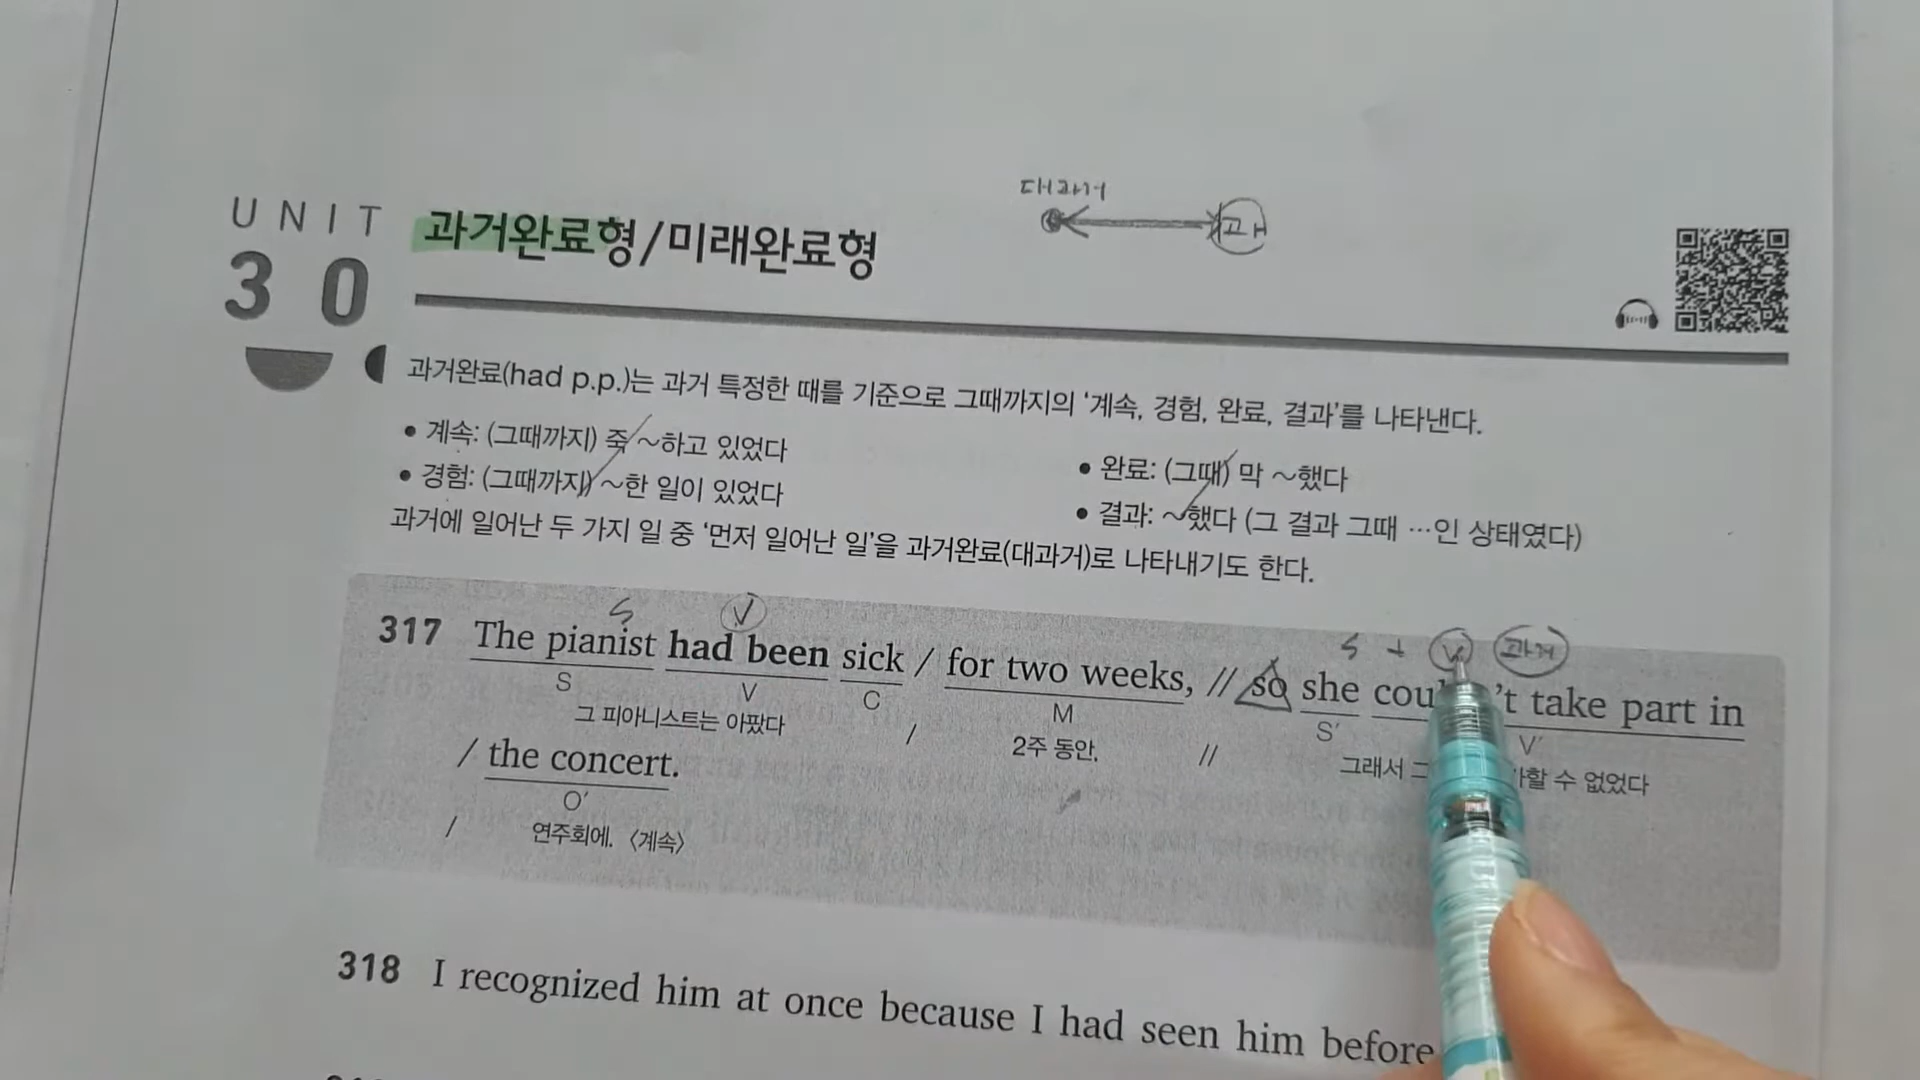 대과거
UNIT 과거완료형/미래완료형
30
과거완료(had p.p.)는 과거 특정한 때를 기준으로 그때까지의 ‘계속, 경험, 완료, 결과’를 나타낸다.
• 계속: (그때까지) 죽 ~하고 있었다 • 완료: (그때) 막 ~했다
• 경험: (그때까지) ~한 일이 있었다 • 결과: ~했다 (그 결과 그때 …인 상태였다)
과거에 일어난 두 가지 일 중 ‘먼저 일어난 일’을 과거완료(대과거)로 나타내기도 한다.
S V S + V 과거
317 The pianist had been sick / for two weeks, // so she 't take part in
S V C M S′ V′
그 피아니스트는 아팠다 / 2주 동안, // 그래서 수 없었다
/ the concert.
O′
/ 연주회에. 〈계속〉
318 I recognized him at once because I had seen him before